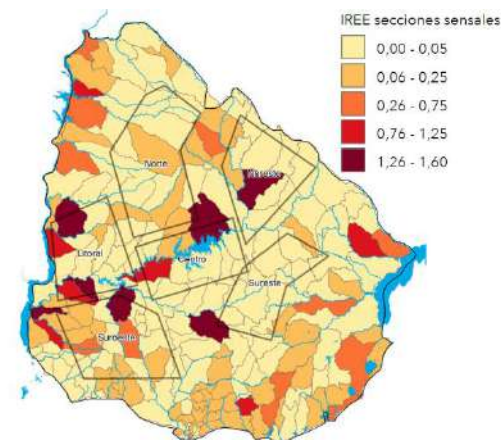 IREE secciones sensales
0,00 - 0,05
0,06 - 0,25
0,26 - 0,75
0,76 - 1,25
1,26 - 1,60
Norte
Litoral
Centro
Sureste
Suroeste